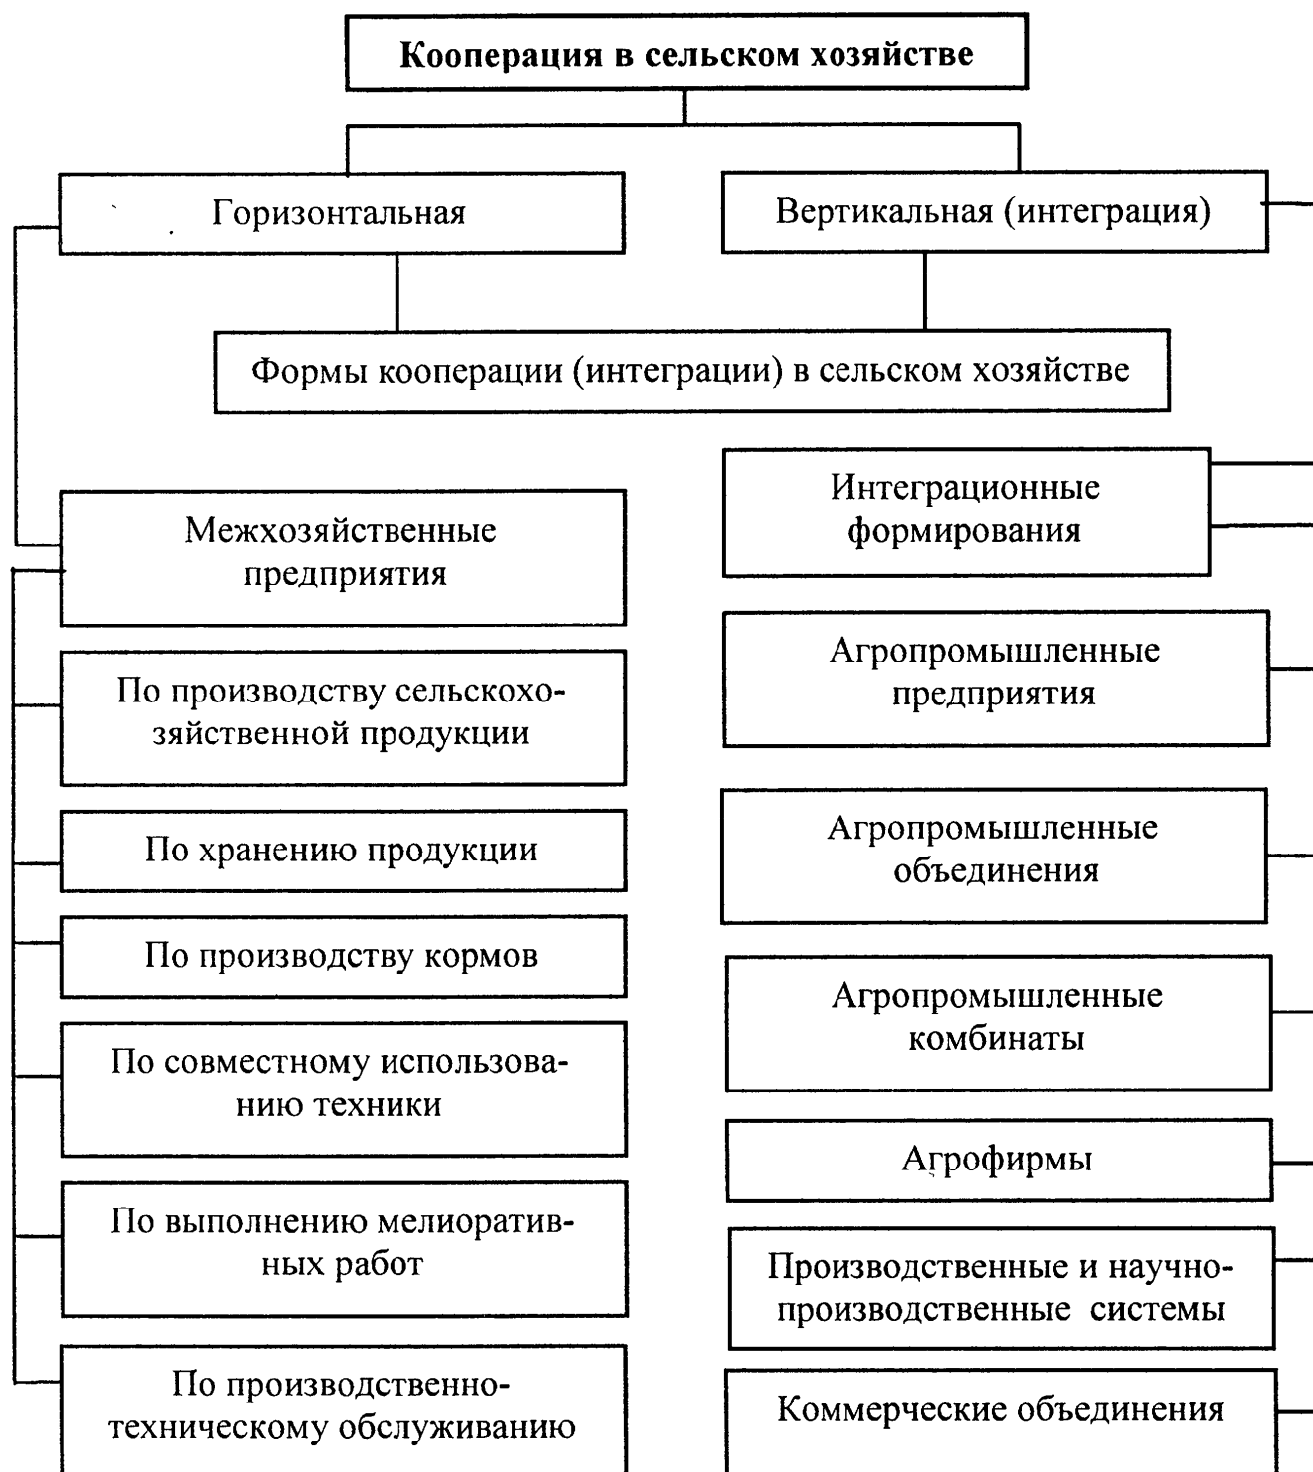 Кооперация в сельском хозяйстве
Горизонтальная
Вертикальная (интеграция)
Формы кооперации (интеграции) в сельском хозяйстве
Межхозяйственные
предприятия
По производству сельскохо-
зяйственной продукции
По хранению продукции
По производству кормов
По совместному использова-
нию техники
По выполнению мелиоратив-
ных работ
По производственно-
техническому обслуживанию
Интеграционные
формирования
Агропромышленные
предприятия
Агропромышленные
объединения
Агропромышленные
комбинаты
Агрофирмы
Производственные и научно-
производственные системы
Коммерческие объединения